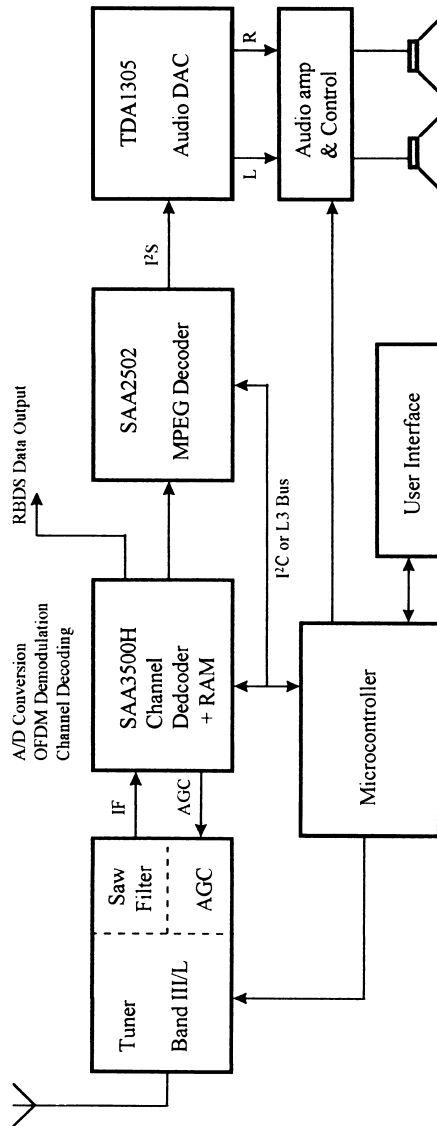 A/D Conversion
OFDM Demodulation
Channel Decoding
RBDS Data Output
Tuner
Band III/L
Saw
Filter
AGC
IF
AGC
SAA3500H
Channel
Dedcoder
+ RAM
SAA2502
MPEG Decoder
I²S
TDA1305
Audio DAC
L
R
I²C or L3 Bus
Audio amp
& Control
Microcontroller
User Interface